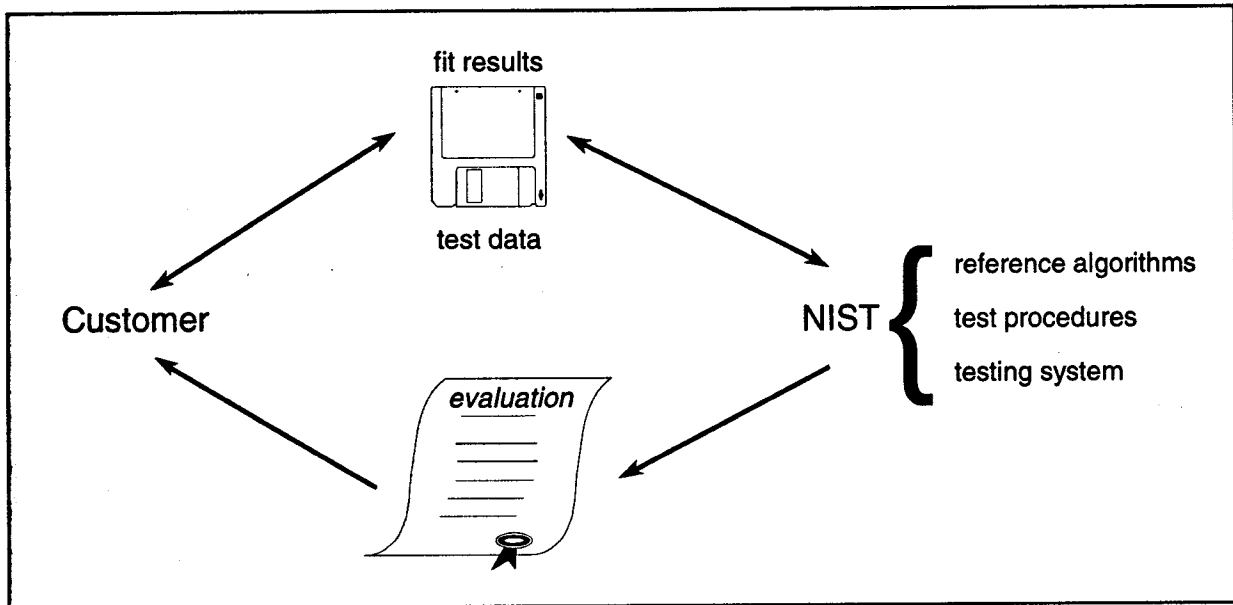 fit results
test data
Customer
NIST
reference algorithms
test procedures
testing system
evaluation